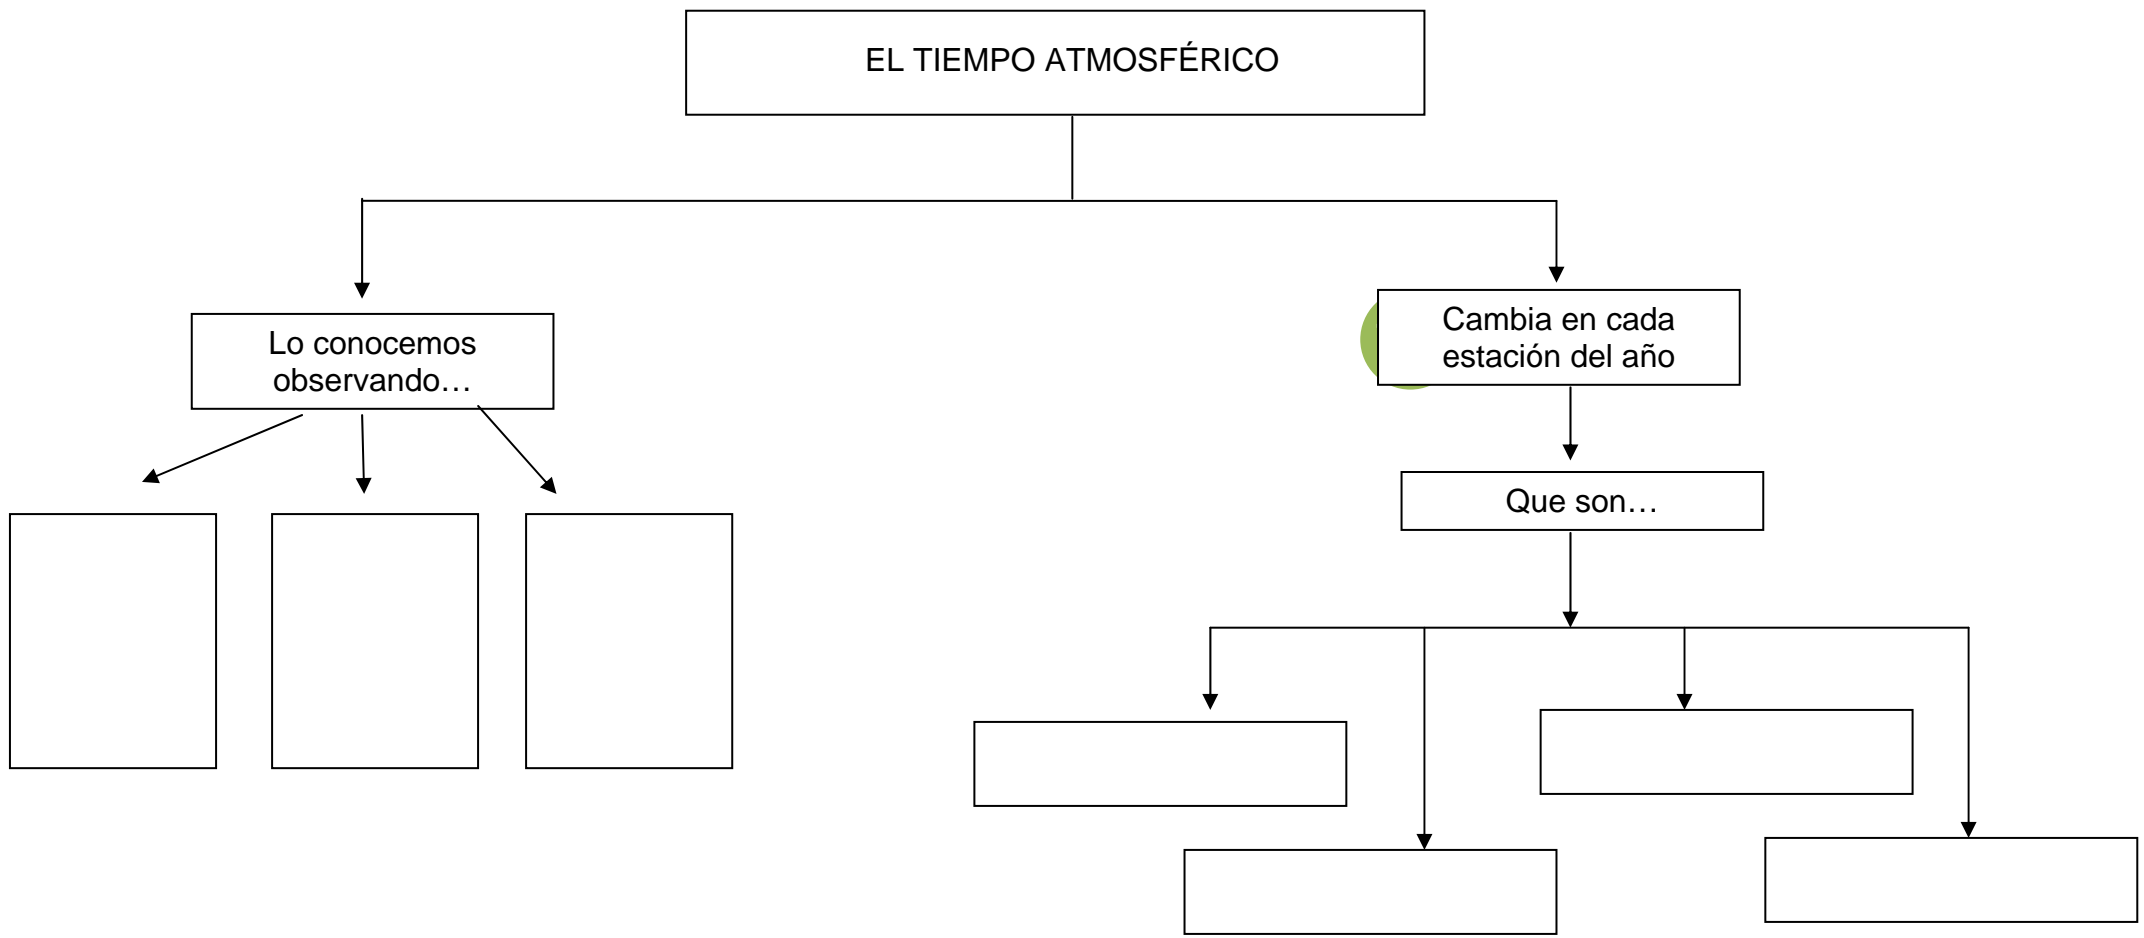 EL TIEMPO ATMOSFÉRICO
Lo conocemos
observando…
Cambia en cada
estación del año
Que son…